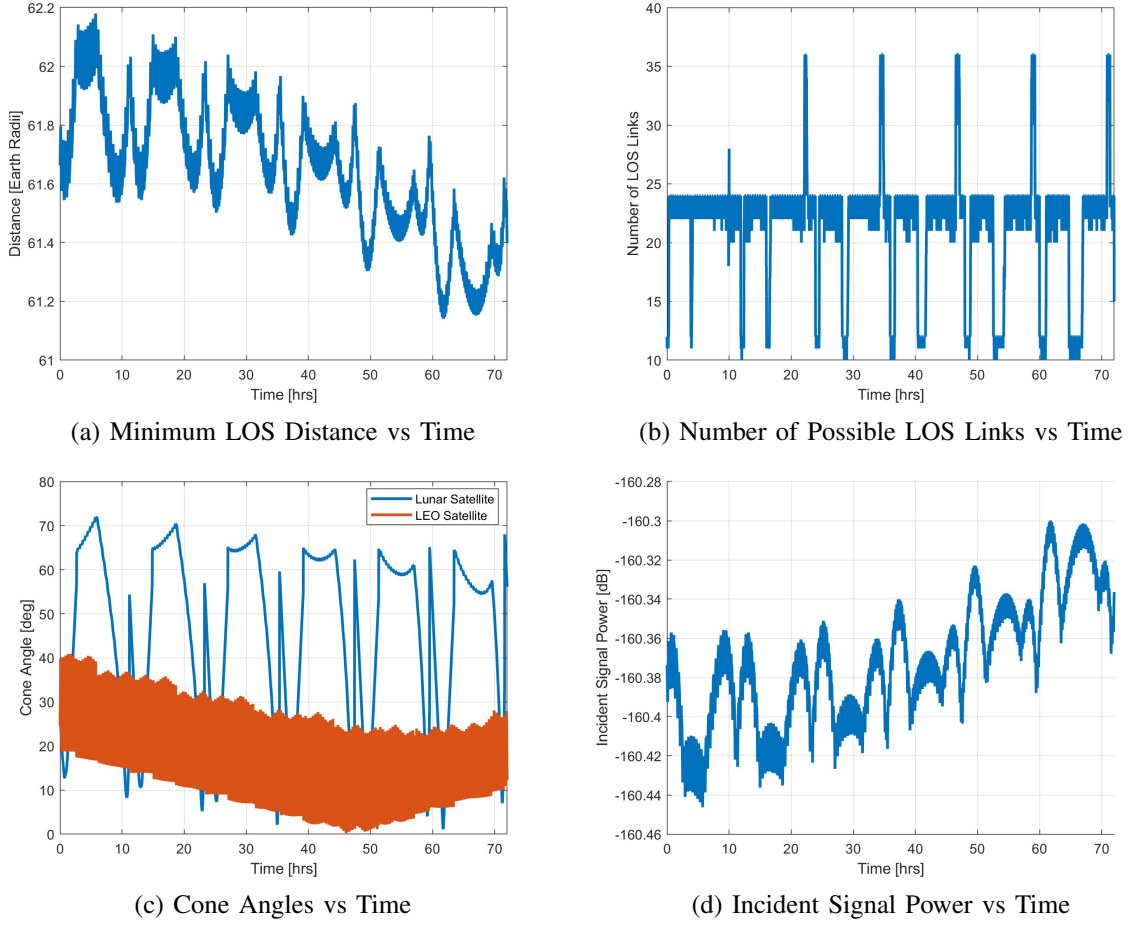 62.2
62
61.8
61.6
61.4
61.2
61
Distance [Earth Radii]
0 10 20 30 40 50 60 70
Time [hrs]
(a) Minimum LOS Distance vs Time
40
35
30
25
20
15
10
Number of LOS Links
0 10 20 30 40 50 60 70
Time [hrs]
(b) Number of Possible LOS Links vs Time
80
70
60
50
40
30
20
10
0
Cone Angle [deg]
Lunar Satellite
LEO Satellite
0 10 20 30 40 50 60 70
Time [hrs]
(c) Cone Angles vs Time
-160.28
-160.3
-160.32
-160.34
-160.36
-160.38
-160.4
-160.42
-160.44
-160.46
Incident Signal Power [dB]
0 10 20 30 40 50 60 70
Time [hrs]
(d) Incident Signal Power vs Time